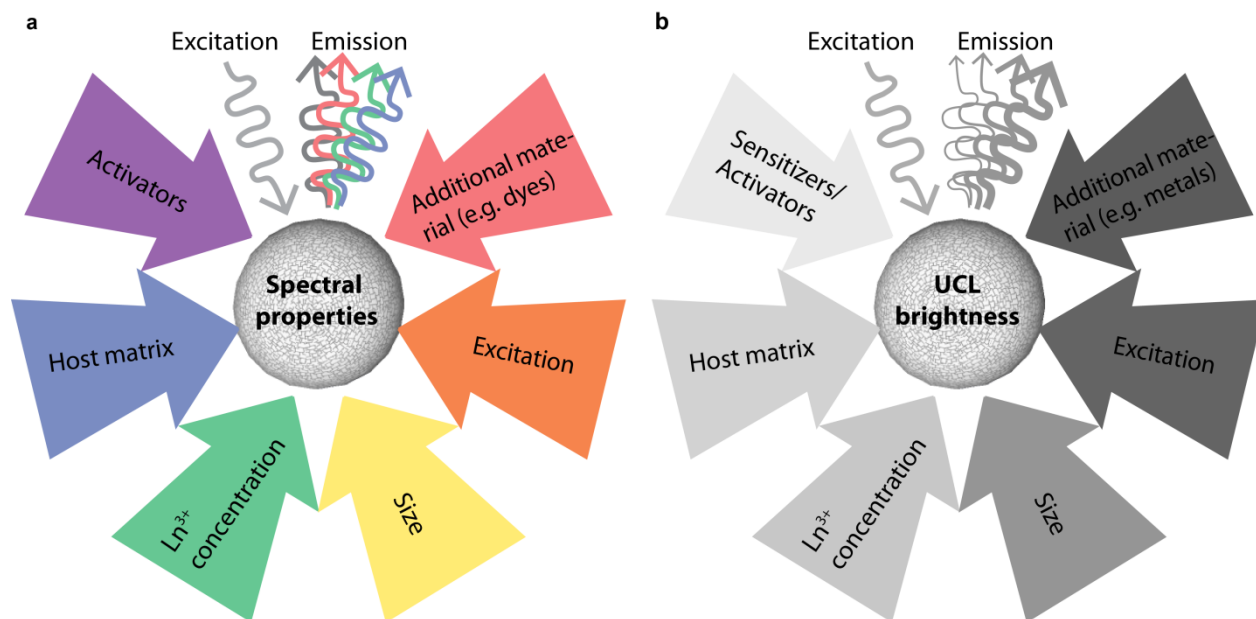 a
Excitation
Emission
Activators
Additional mate-
rial (e.g. dyes)
Spectral
properties
Host matrix
Excitation
Ln³⁺
concentration
Size
b
Excitation
Emission
Sensitizers/
Activators
Additional mate-
rial (e.g. metals)
UCL
brightness
Host matrix
Excitation
Ln³⁺
concentration
Size